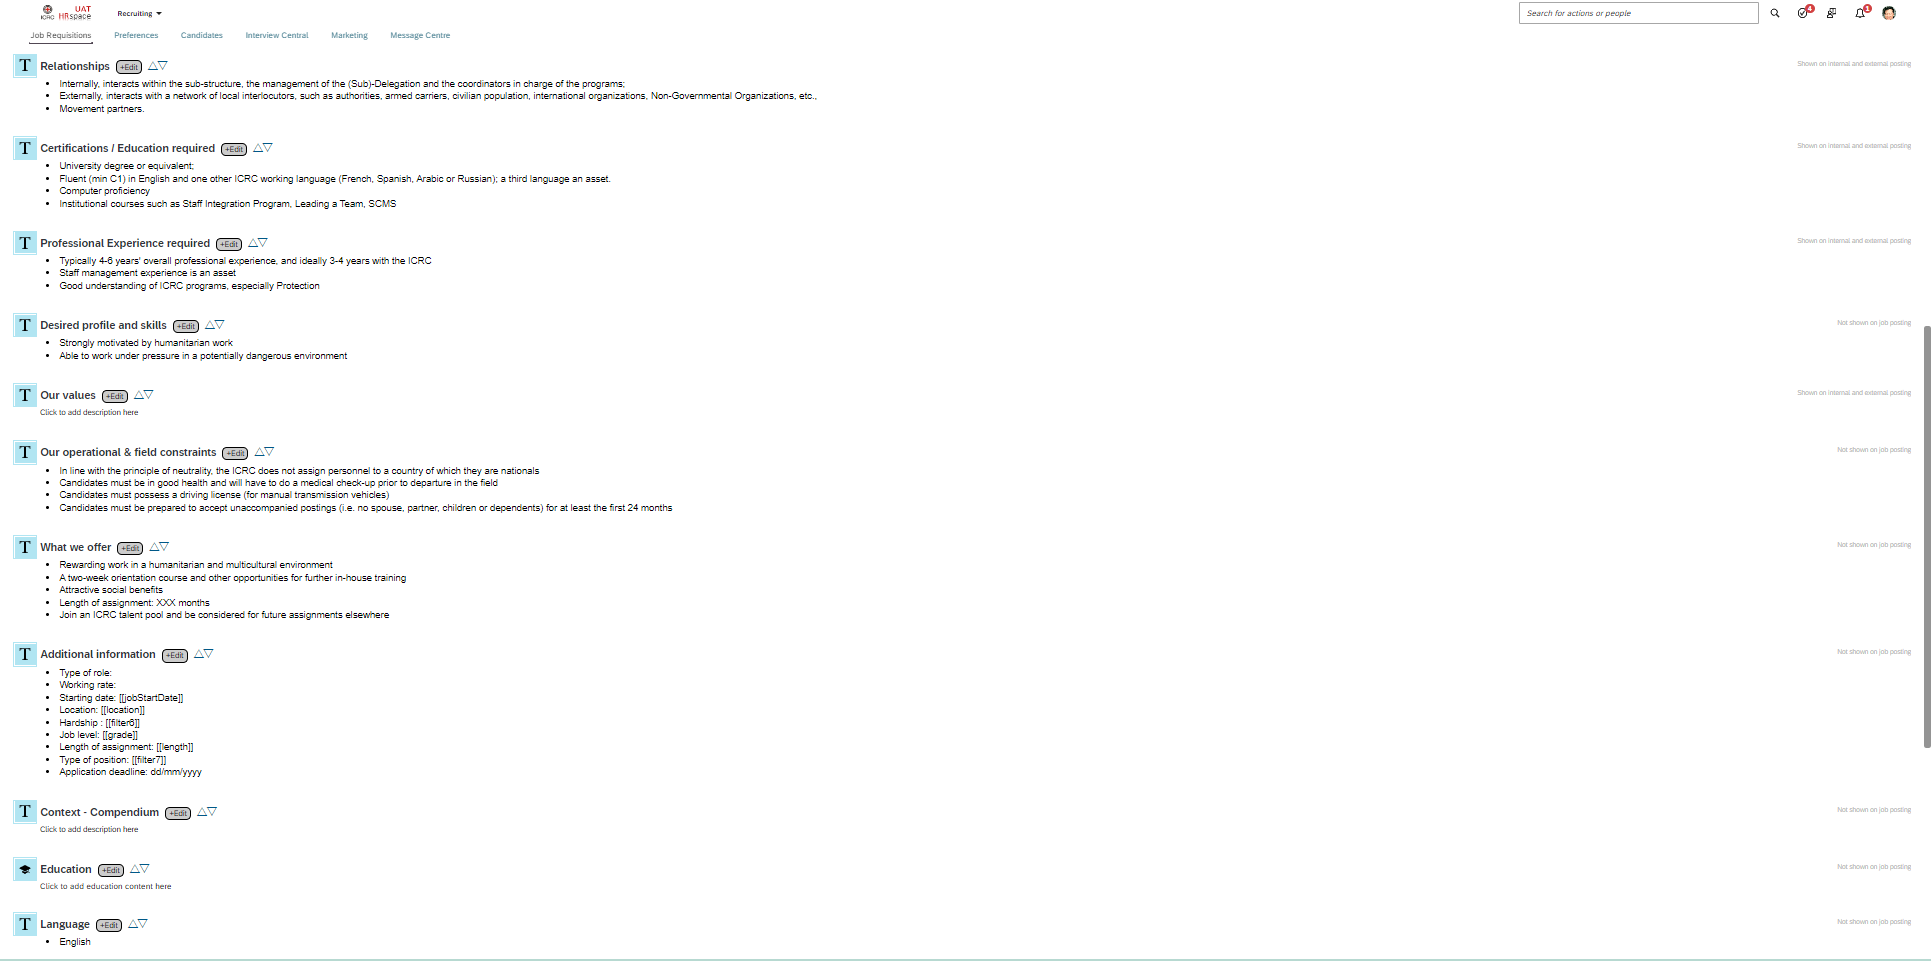 ICRC UAT HRspace
Recruiting
Search for actions or people
4
1
Job Requisitions Preferences Candidates Interview Central Marketing Message Centre
T Relationships +Edit Shown on internal and external posting
• Internally, interacts within the sub-structure, the management of the (Sub)-Delegation and the coordinators in charge of the programs;
• Externally, interacts with a network of local interlocutors, such as authorities, armed carriers, civilian population, international organizations, Non-Governmental Organizations, etc.,
• Movement partners.
T Certifications / Education required +Edit Shown on internal and external posting
• University degree or equivalent;
• Fluent (min C1) in English and one other ICRC working language (French, Spanish, Arabic or Russian); a third language an asset.
• Computer proficiency
• Institutional courses such as Staff Integration Program, Leading a Team, SCMS
T Professional Experience required +Edit Shown on internal and external posting
• Typically 4-6 years' overall professional experience, and ideally 3-4 years with the ICRC
• Staff management experience is an asset
• Good understanding of ICRC programs, especially Protection
T Desired profile and skills +Edit Not shown on job posting
• Strongly motivated by humanitarian work
• Able to work under pressure in a potentially dangerous environment
T Our values +Edit Shown on internal and external posting
Click to add description here
T Our operational & field constraints +Edit Not shown on job posting
• In line with the principle of neutrality, the ICRC does not assign personnel to a country of which they are nationals
• Candidates must be in good health and will have to do a medical check-up prior to departure in the field
• Candidates must possess a driving license (for manual transmission vehicles)
• Candidates must be prepared to accept unaccompanied postings (i.e. no spouse, partner, children or dependents) for at least the first 24 months
T What we offer +Edit Not shown on job posting
• Rewarding work in a humanitarian and multicultural environment
• A two-week orientation course and other opportunities for further in-house training
• Attractive social benefits
• Length of assignment: XXX months
• Join an ICRC talent pool and be considered for future assignments elsewhere
T Additional information +Edit Not shown on job posting
• Type of role:
• Working rate:
• Starting date: [[jobStartDate]]
• Location: [[location]]
• Hardship : [[filter6]]
• Job level: [[grade]]
• Length of assignment: [[length]]
• Type of position: [[filter7]]
• Application deadline: dd/mm/yyyy
T Context - Compendium +Edit Not shown on job posting
Click to add description here
Education +Edit Not shown on job posting
Click to add education content here
T Language +Edit Not shown on job posting
• English